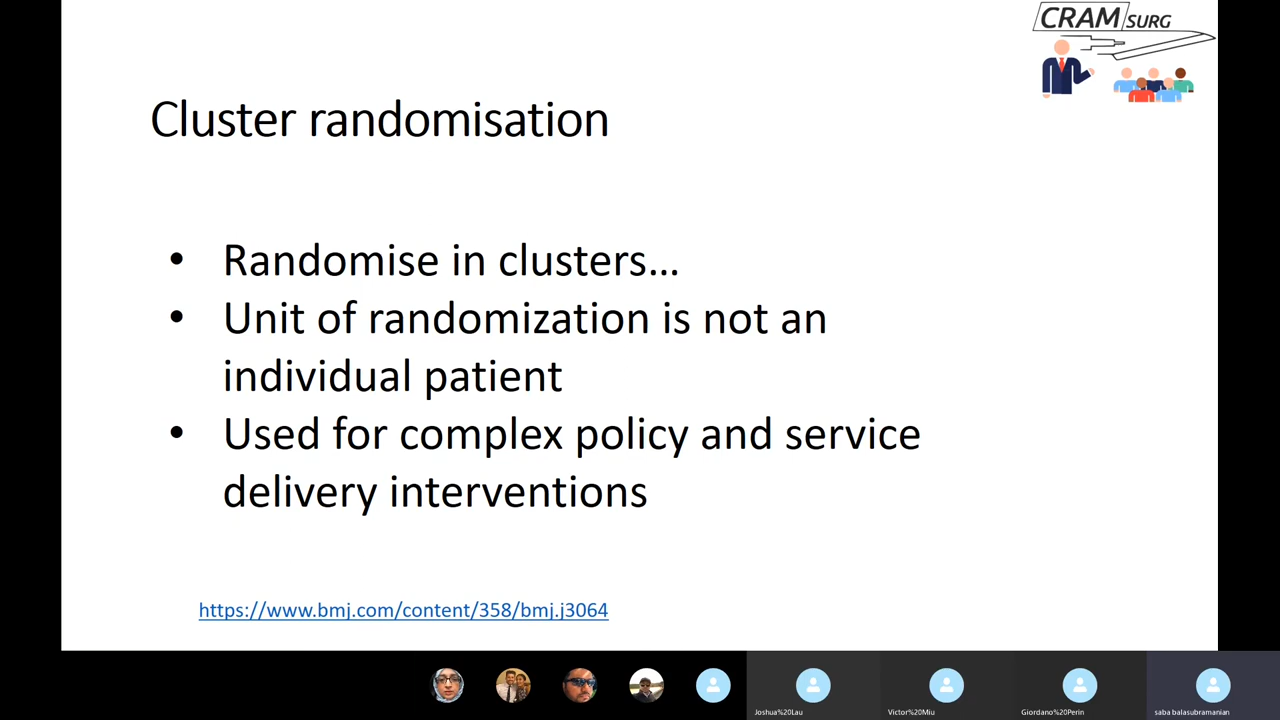 CRAM SURG
Cluster randomisation
• Randomise in clusters...
• Unit of randomization is not an
individual patient
• Used for complex policy and service
delivery interventions
https://www.bmj.com/content/358/bmj.j3064
Joshua%20Lau
Victor%20Miu
Giordano%20Perin
saba balasubramanian